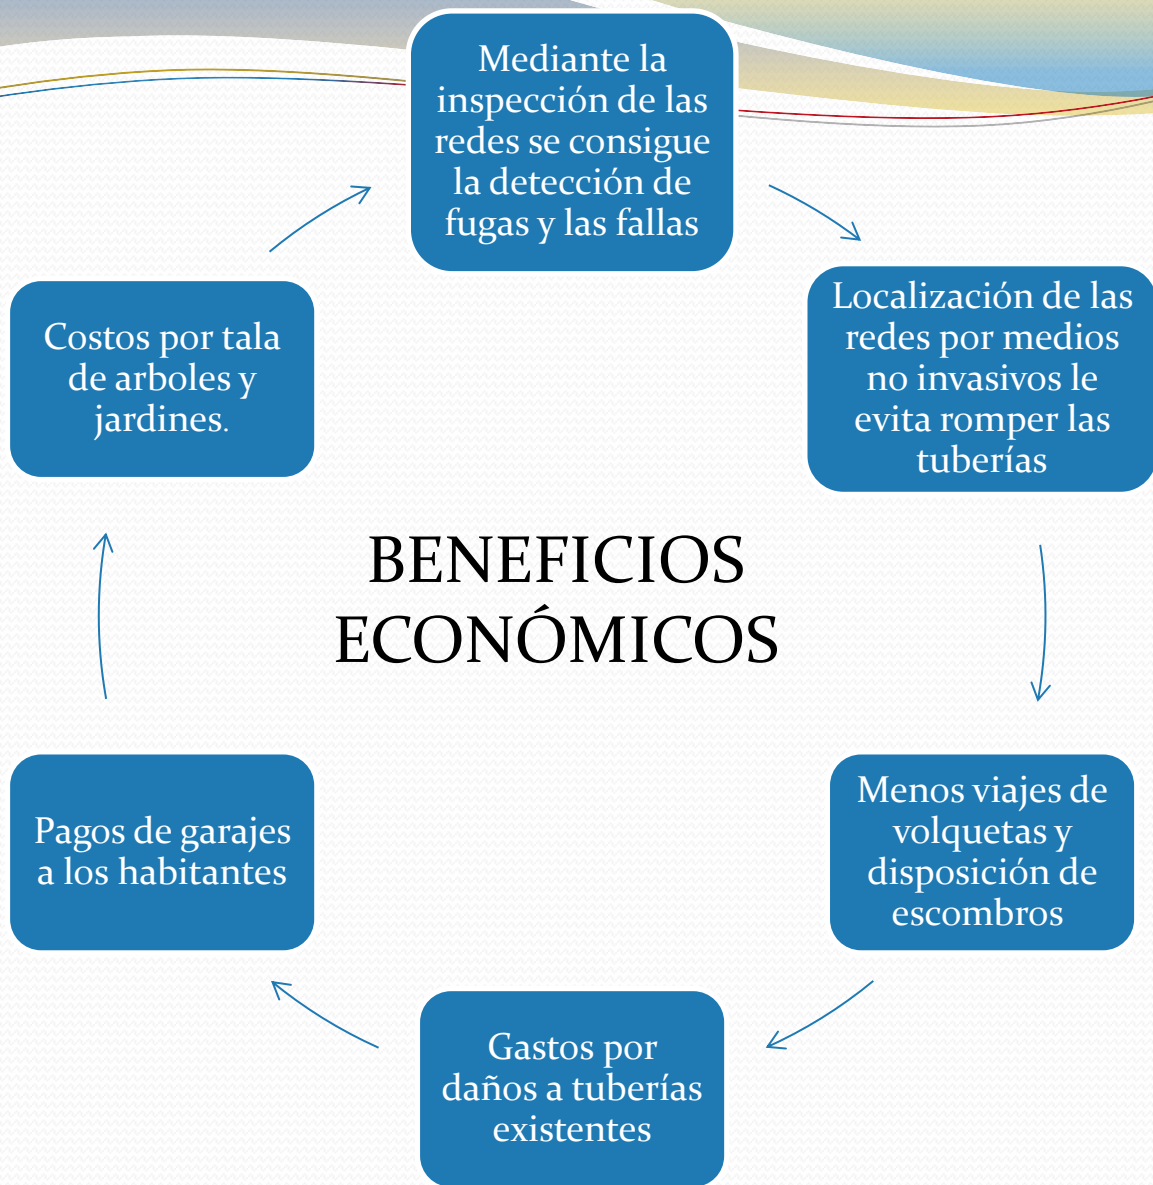 Mediante la
inspección de las
redes se consigue
la detección de
fugas y las fallas
Localización de las
redes por medios
no invasivos le
evita romper las
tuberías
Menos viajes de
volquetas y
disposición de
escombros
Gastos por
daños a tuberías
existentes
Pagos de garajes
a los habitantes
Costos por tala
de arboles y
jardines.
BENEFICIOS
ECONÓMICOS